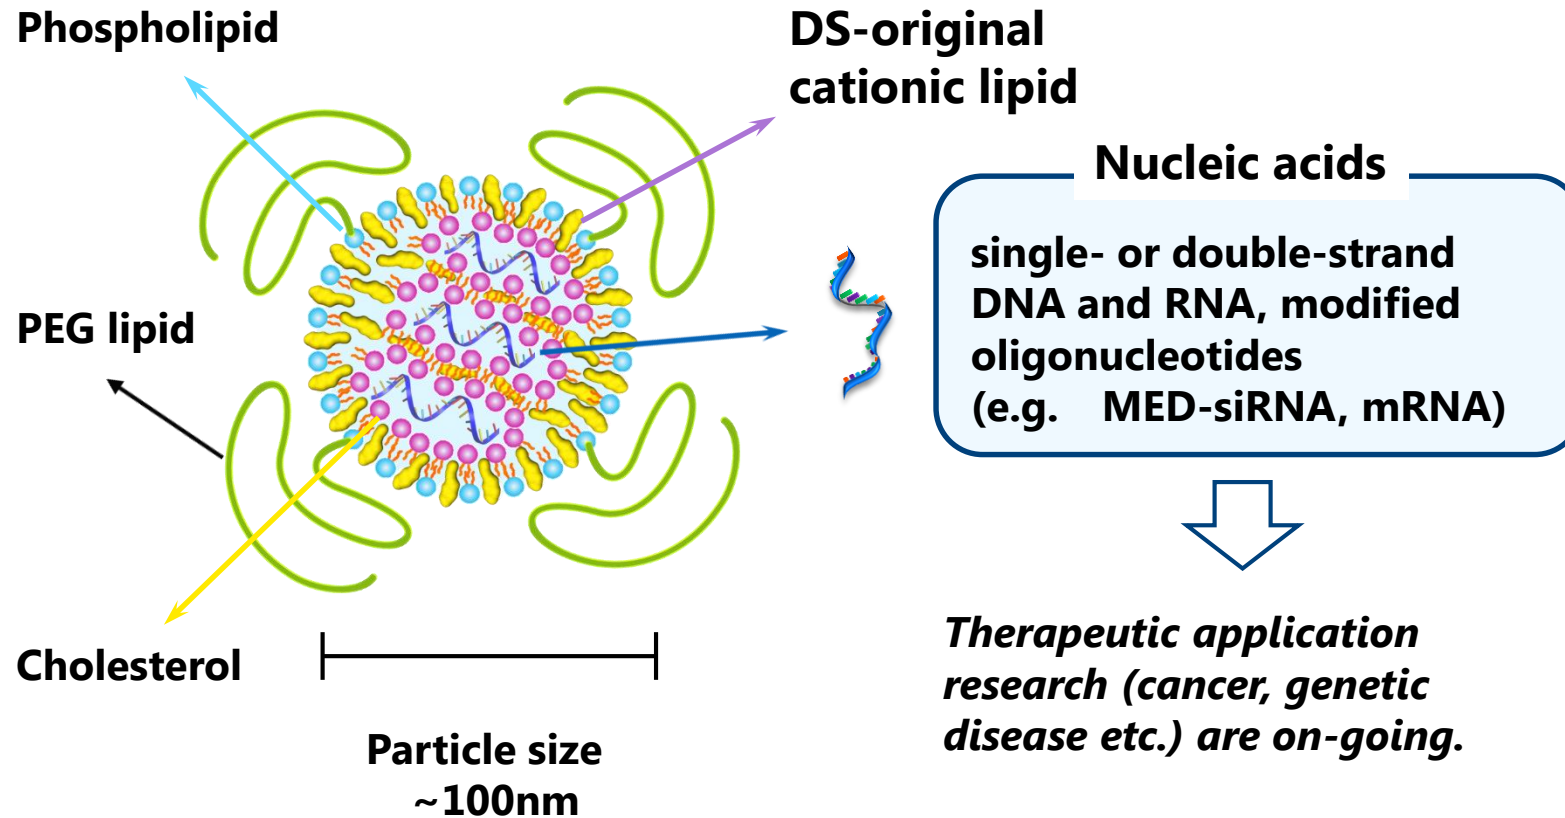 Phospholipid
DS-original
cationic lipid
Nucleic acids
single- or double-strand
DNA and RNA, modified
oligonucleotides
(e.g. MED-siRNA, mRNA)
PEG lipid
Cholesterol
Particle size
~100nm
Therapeutic application
research (cancer, genetic
disease etc.) are on-going.